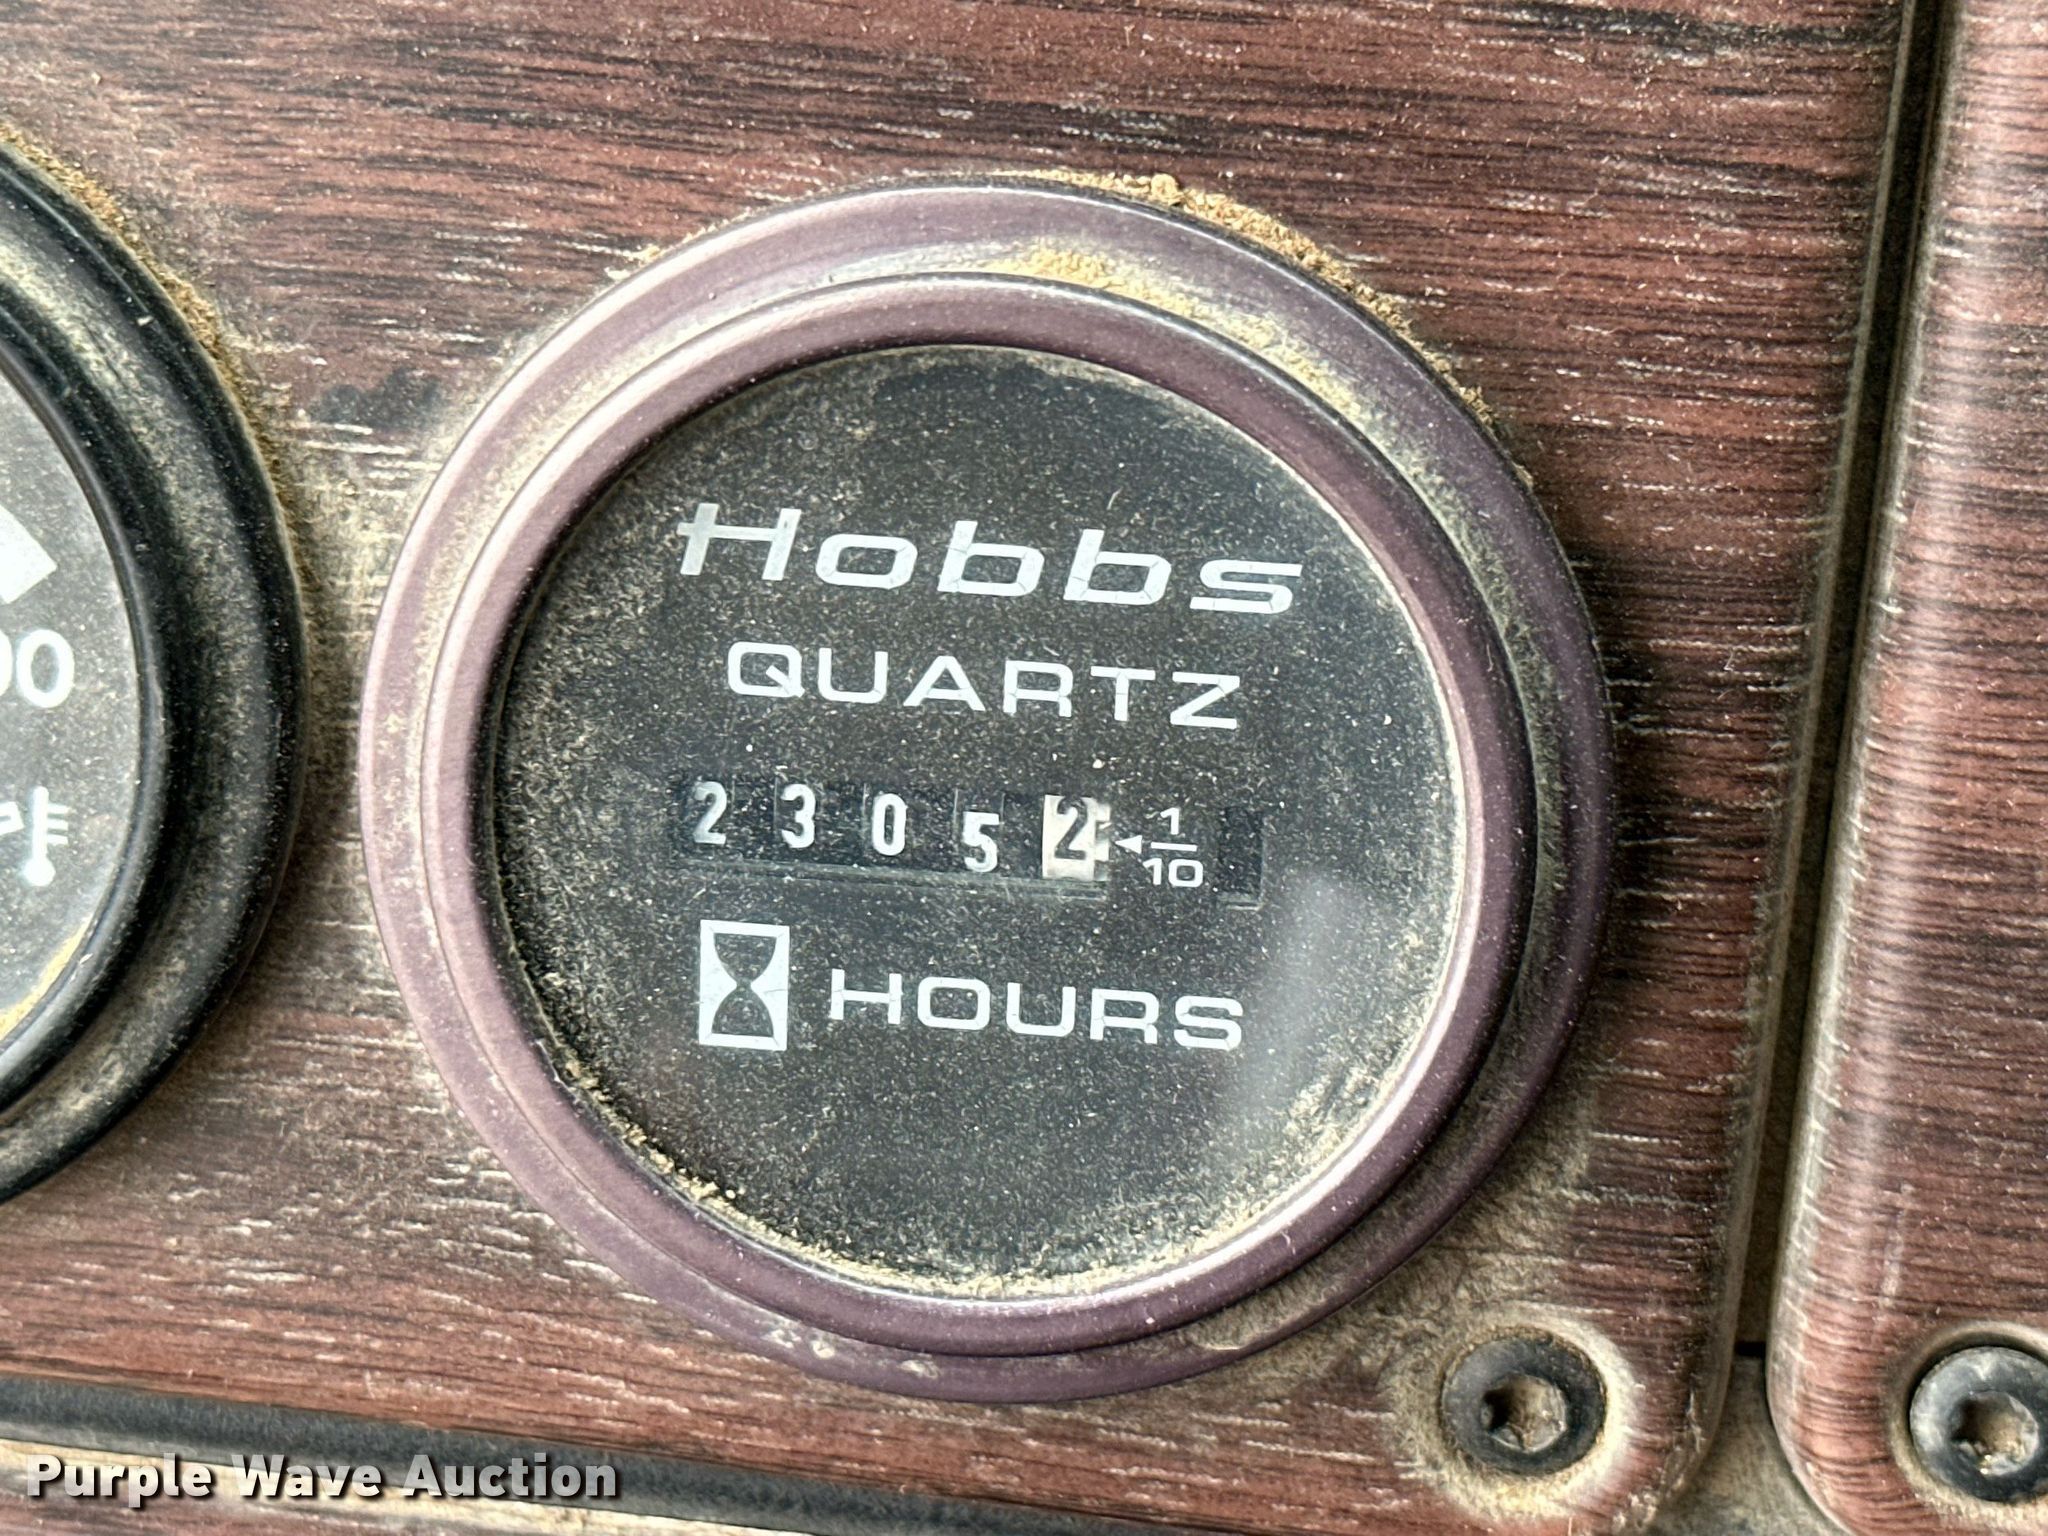 Hobbs
QUARTZ
23052 1/10
HOURS
Purple Wave Auction